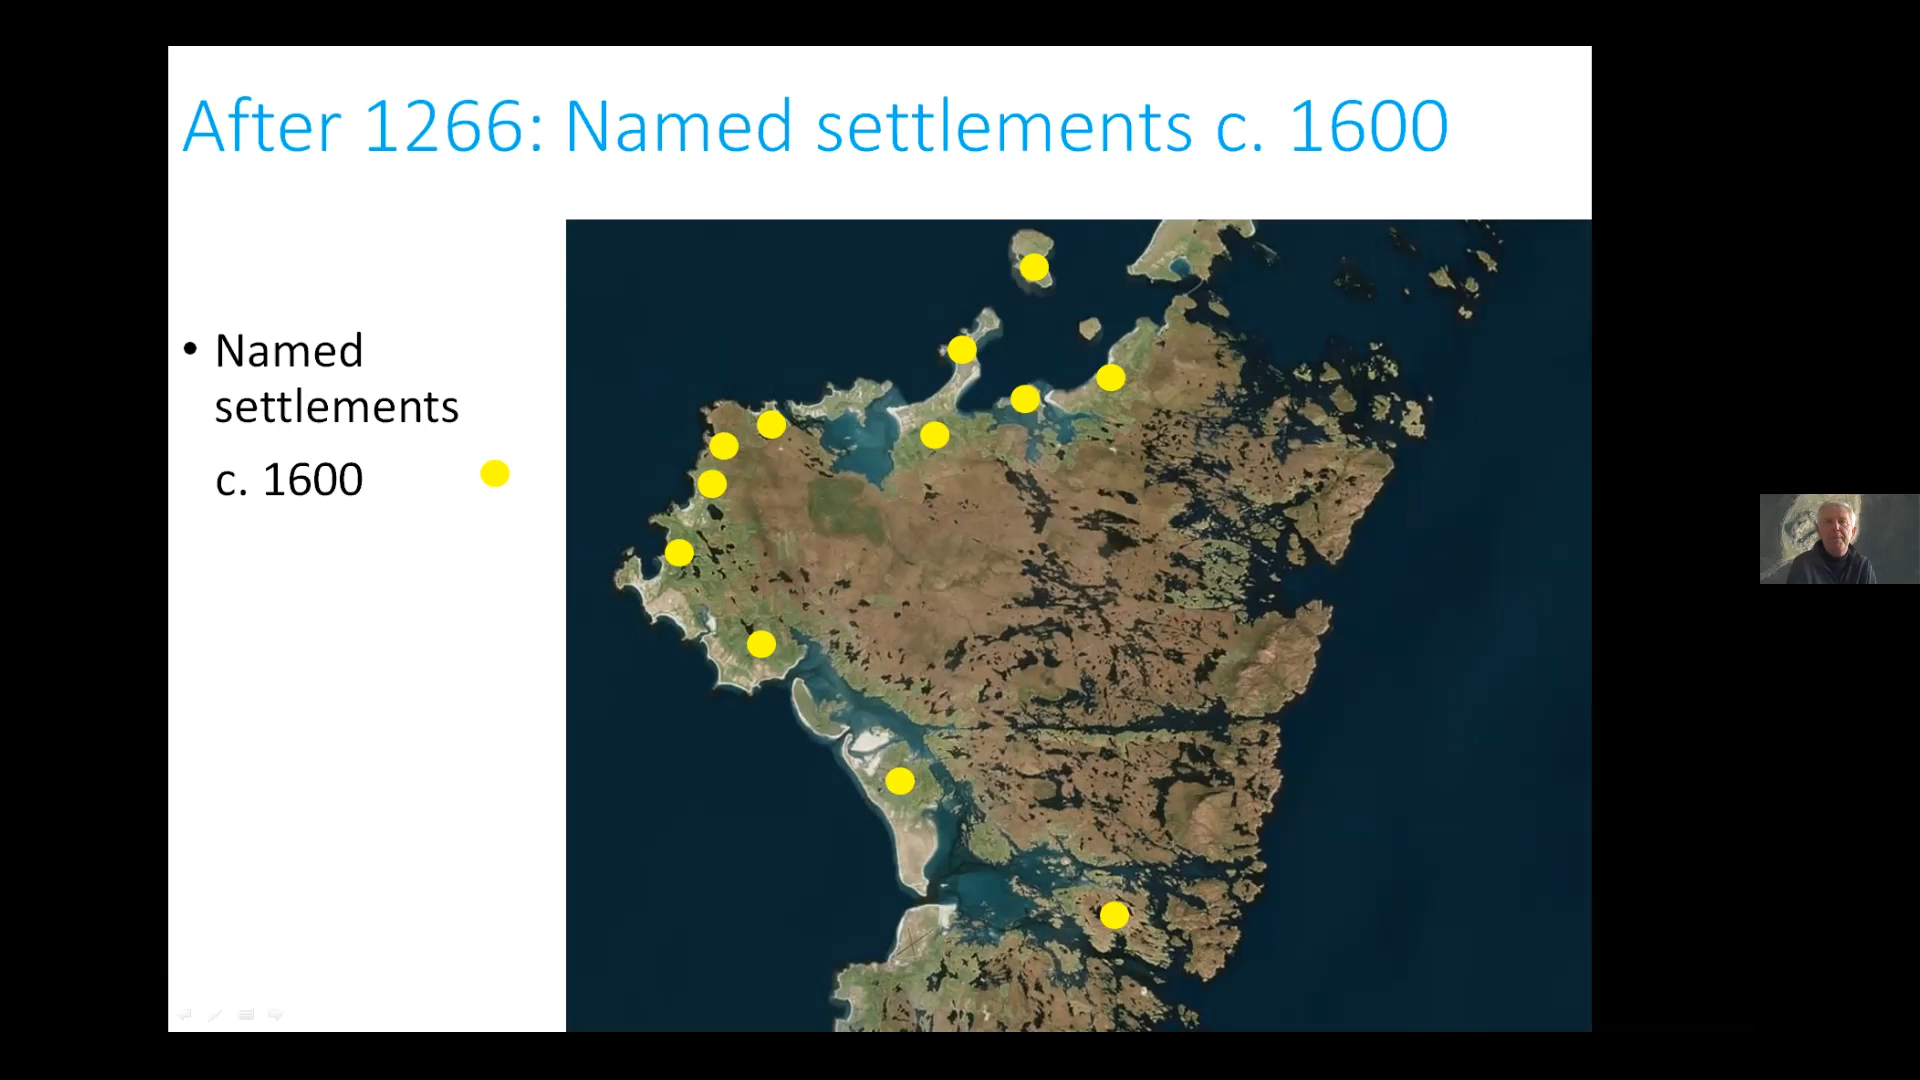 After 1266: Named settlements c. 1600
• Named
settlements
c. 1600